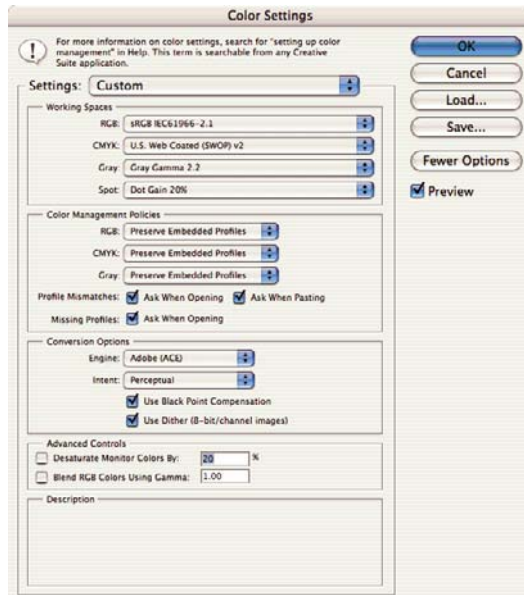 Color Settings
For more information on color settings, search for "setting up color
management" in Help. This term is searchable from any Creative
Suite application.
OK
Cancel
Load...
Save...
Fewer Options
Preview
Settings: Custom
Working Spaces
RGB: sRGB IEC61966-2.1
CMYK: U.S. Web Coated (SWOP) v2
Gray: Gray Gamma 2.2
Spot: Dot Gain 20%
Color Management Policies
RGB: Preserve Embedded Profiles
CMYK: Preserve Embedded Profiles
Gray: Preserve Embedded Profiles
Profile Mismatches: Ask When Opening Ask When Pasting
Missing Profiles: Ask When Opening
Conversion Options
Engine: Adobe (ACE)
Intent: Perceptual
Use Black Point Compensation
Use Dither (8-bit/channel images)
Advanced Controls
Desaturate Monitor Colors By: 20 %
Blend RGB Colors Using Gamma: 1.00
Description